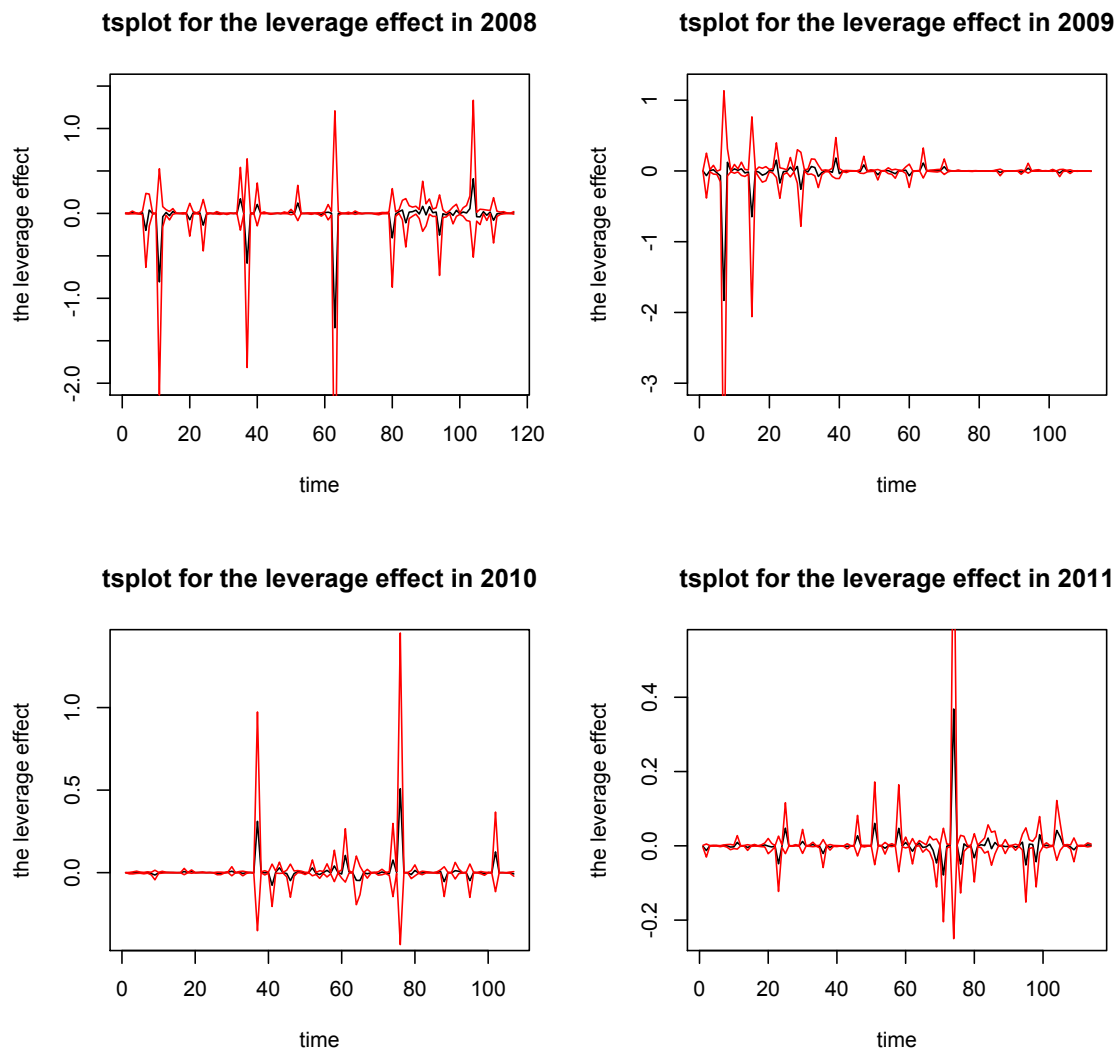 tsplot for the leverage effect in 2008
the leverage effect
1.0
0.0
-1.0
-2.0
0 20 40 60 80 100 120
time
tsplot for the leverage effect in 2009
the leverage effect
1
0
-1
-2
-3
0 20 40 60 80 100
time
tsplot for the leverage effect in 2010
the leverage effect
1.0
0.5
0.0
0 20 40 60 80 100
time
tsplot for the leverage effect in 2011
the leverage effect
0.4
0.2
0.0
-0.2
0 20 40 60 80 100
time